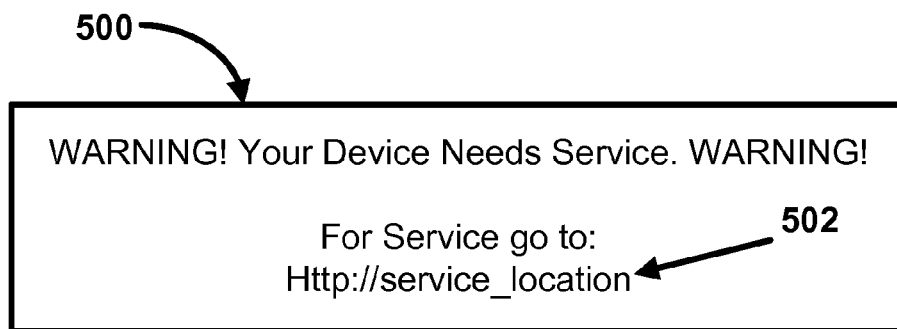 500
WARNING! Your Device Needs Service. WARNING!
502
For Service go to:
Http://service_location